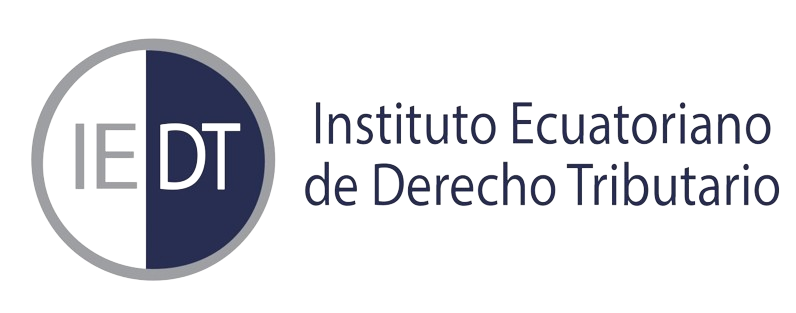 IEDT
Instituto Ecuatoriano
de Derecho Tributario